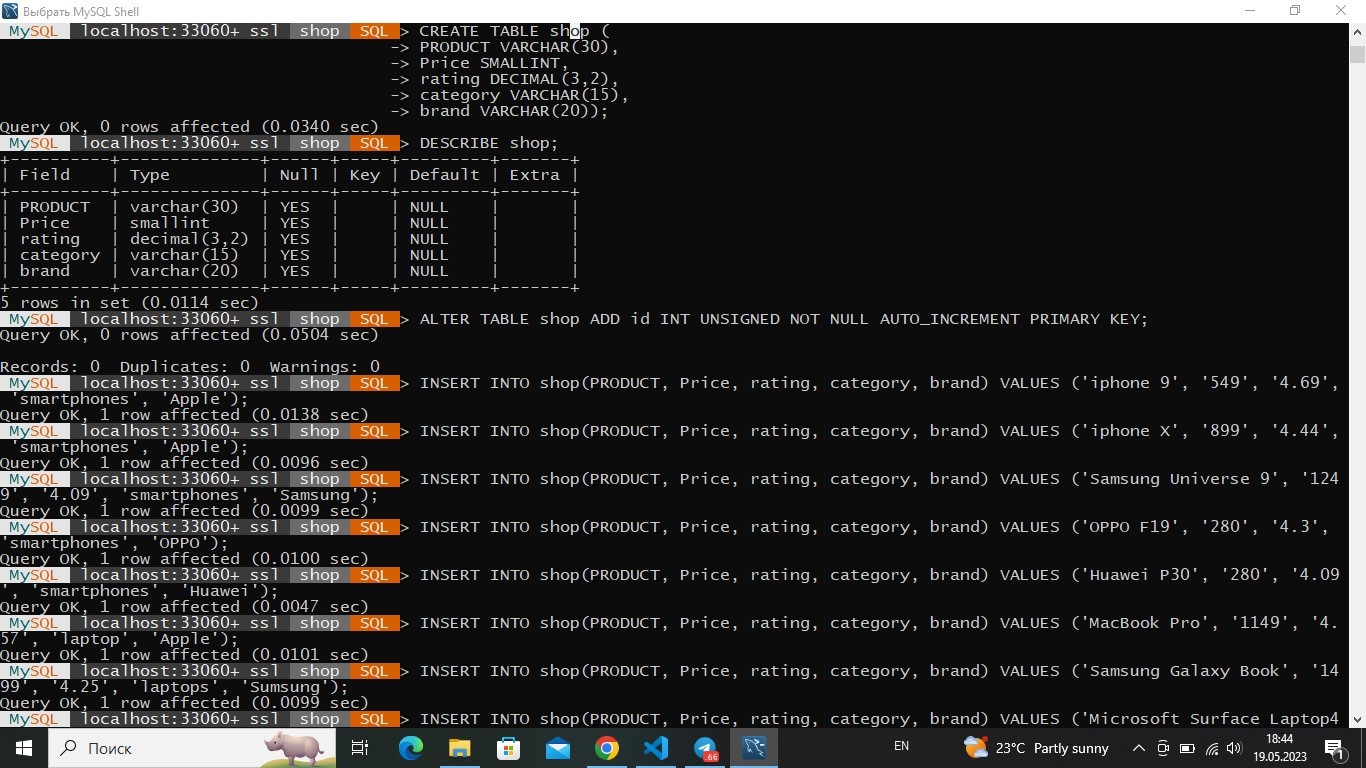 Выбрать MySQL Shell
MySQL localhost:33060+ ssl shop SQL > CREATE TABLE shop (
-> PRODUCT VARCHAR(30),
-> Price SMALLINT,
-> rating DECIMAL(3,2),
-> category VARCHAR(15),
-> brand VARCHAR(20));
Query OK, 0 rows affected (0.0340 sec)
MySQL localhost:33060+ ssl shop SQL > DESCRIBE shop;
+----------+--------------+------+-----+---------+-------+
| Field    | Type         | Null | Key | Default | Extra |
+----------+--------------+------+-----+---------+-------+
| PRODUCT  | varchar(30)  | YES  |     | NULL    |       |
| Price    | smallint     | YES  |     | NULL    |       |
| rating   | decimal(3,2) | YES  |     | NULL    |       |
| category | varchar(15)  | YES  |     | NULL    |       |
| brand    | varchar(20)  | YES  |     | NULL    |       |
+----------+--------------+------+-----+---------+-------+
5 rows in set (0.0114 sec)
MySQL localhost:33060+ ssl shop SQL > ALTER TABLE shop ADD id INT UNSIGNED NOT NULL AUTO_INCREMENT PRIMARY KEY;
Query OK, 0 rows affected (0.0504 sec)
Records: 0  Duplicates: 0  Warnings: 0
MySQL localhost:33060+ ssl shop SQL > INSERT INTO shop(PRODUCT, Price, rating, category, brand) VALUES ('iphone 9', '549', '4.69',
'smartphones', 'Apple');
Query OK, 1 row affected (0.0138 sec)
MySQL localhost:33060+ ssl shop SQL > INSERT INTO shop(PRODUCT, Price, rating, category, brand) VALUES ('iphone X', '899', '4.44',
'smartphones', 'Apple');
Query OK, 1 row affected (0.0096 sec)
MySQL localhost:33060+ ssl shop SQL > INSERT INTO shop(PRODUCT, Price, rating, category, brand) VALUES ('Samsung Universe 9', '124
9', '4.09', 'smartphones', 'Samsung');
Query OK, 1 row affected (0.0099 sec)
MySQL localhost:33060+ ssl shop SQL > INSERT INTO shop(PRODUCT, Price, rating, category, brand) VALUES ('OPPO F19', '280', '4.3',
'smartphones', 'OPPO');
Query OK, 1 row affected (0.0100 sec)
MySQL localhost:33060+ ssl shop SQL > INSERT INTO shop(PRODUCT, Price, rating, category, brand) VALUES ('Huawei P30', '280', '4.09
', 'smartphones', 'Huawei');
Query OK, 1 row affected (0.0047 sec)
MySQL localhost:33060+ ssl shop SQL > INSERT INTO shop(PRODUCT, Price, rating, category, brand) VALUES ('MacBook Pro', '1149', '4.
57', 'laptop', 'Apple');
Query OK, 1 row affected (0.0101 sec)
MySQL localhost:33060+ ssl shop SQL > INSERT INTO shop(PRODUCT, Price, rating, category, brand) VALUES ('Samsung Galaxy Book', '14
99', '4.25', 'laptops', 'Sumsung');
Query OK, 1 row affected (0.0099 sec)
MySQL localhost:33060+ ssl shop SQL > INSERT INTO shop(PRODUCT, Price, rating, category, brand) VALUES ('Microsoft Surface Laptop4
Поиск
.66
EN
23°C Partly sunny
18:44
19.05.2023
1